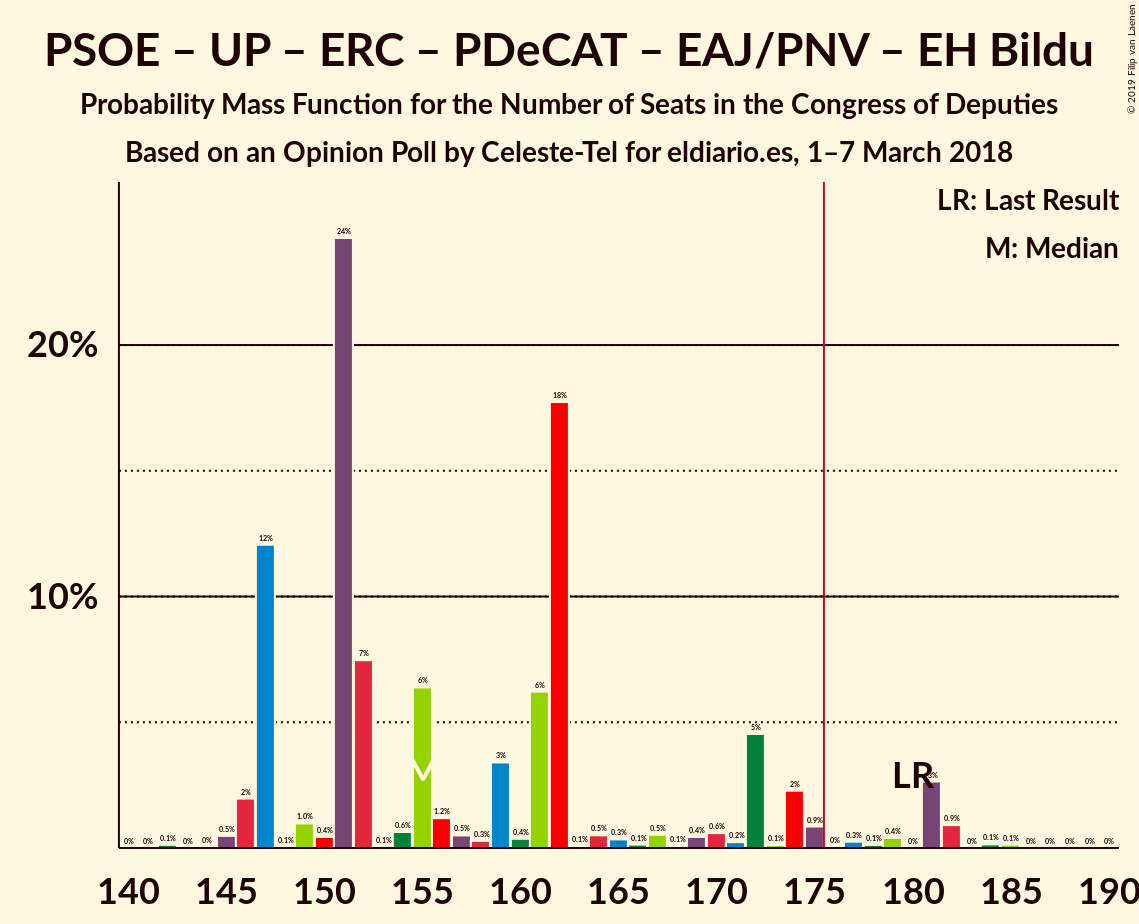 PSOE – UP – ERC – PDeCAT – EAJ/PNV – EH Bildu
Probability Mass Function for the Number of Seats in the Congress of Deputies
Based on an Opinion Poll by Celeste-Tel for eldiario.es, 1–7 March 2018
© 2019 Filip van Laenen
LR: Last Result
M: Median
20%
10%
0% 0% 0.1% 0% 0% 0.5% 2% 12% 0.1% 1.0% 0.4% 24% 7% 0.1% 0.6% 6% 1.2% 0.5% 0.3% 3% 0.4% 6% 18% 0.1% 0.5% 0.3% 0.1% 0.5% 0.1% 0.4% 0.6% 0.2% 5% 0.1% 2% 0.9% 0% 0.3% 0.1% 0.4% 0% 3% 0.9% 0% 0.1% 0.1% 0% 0% 0% 0% 0%
M
LR
140 145 150 155 160 165 170 175 180 185 190